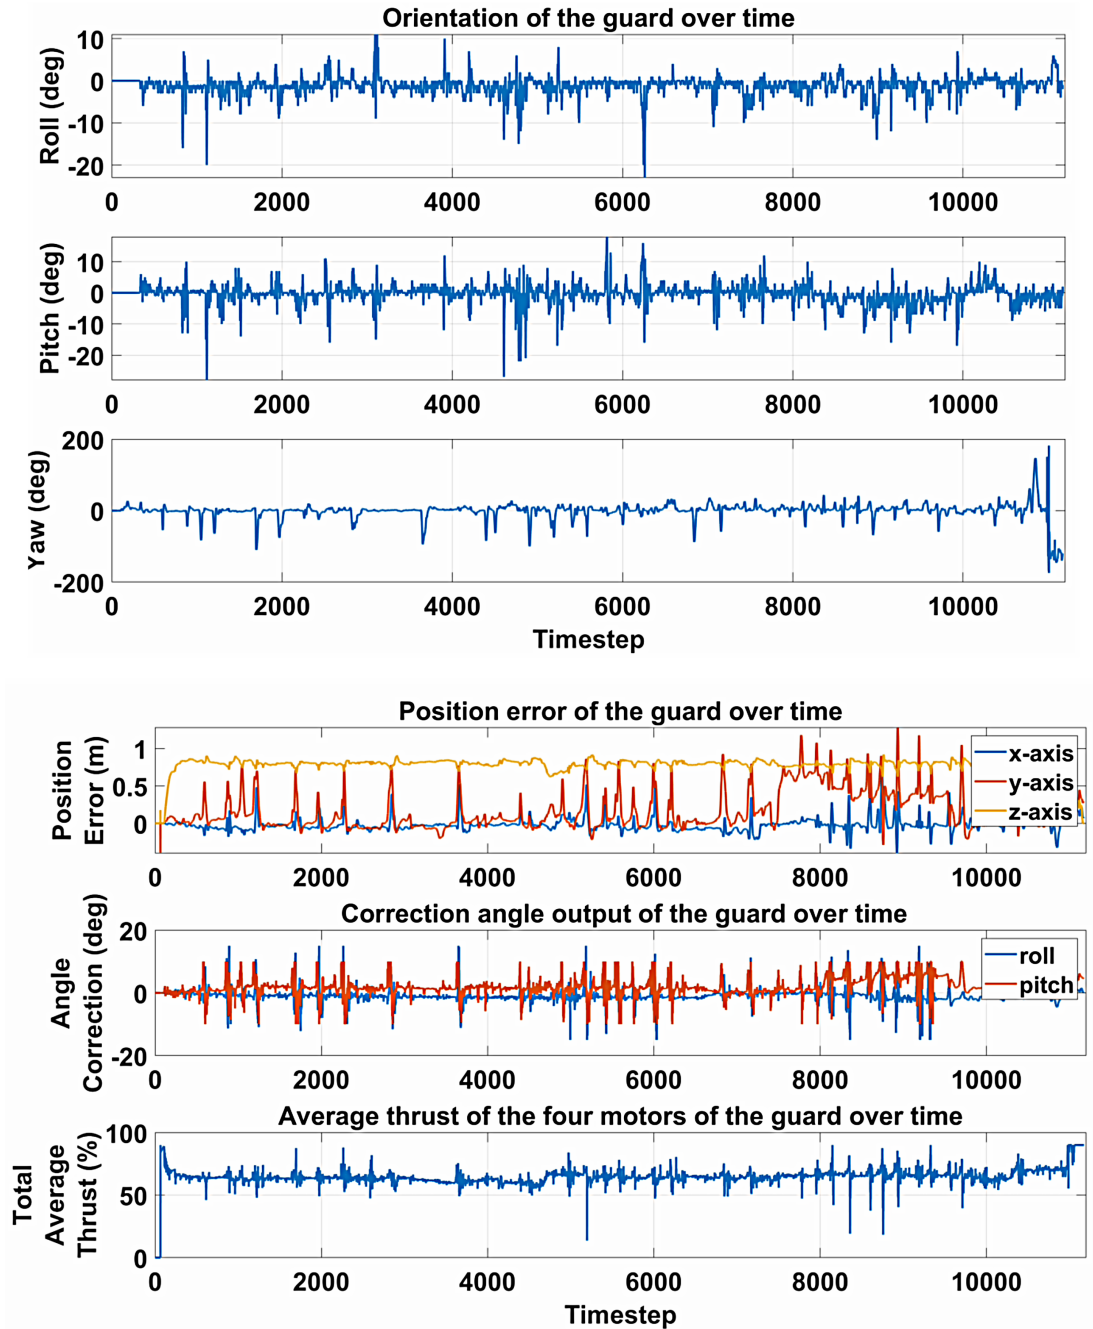 Orientation of the guard over time
Roll (deg)
10
0
-10
-20
0 2000 4000 6000 8000 10000
Pitch (deg)
10
0
-10
-20
0 2000 4000 6000 8000 10000
Yaw (deg)
200
0
-200
0 2000 4000 6000 8000 10000
Timestep
Position error of the guard over time
Position
Error (m)
1
0.5
0
x-axis
y-axis
z-axis
0 2000 4000 6000 8000 10000
Correction angle output of the guard over time
Angle
Correction (deg)
20
0
-20
roll
pitch
0 2000 4000 6000 8000 10000
Average thrust of the four motors of the guard over time
Total
Average
Thrust (%)
100
50
0
0 2000 4000 6000 8000 10000
Timestep